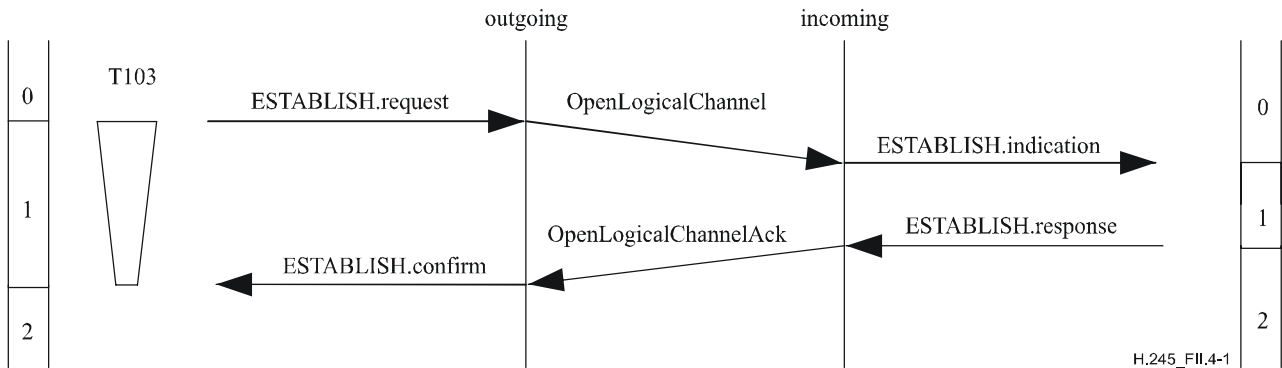 outgoing
incoming
T103
0
0
ESTABLISH.request
OpenLogicalChannel
ESTABLISH.indication
1
1
OpenLogicalChannelAck
ESTABLISH.response
ESTABLISH.confirm
2
2
H.245_FII.4-1